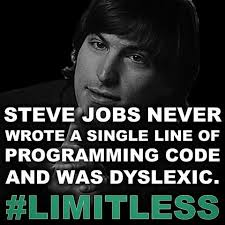 STEVE JOBS NEVER
WROTE A SINGLE LINE OF
PROGRAMMING CODE
AND WAS DYSLEXIC.
#LIMITLESS